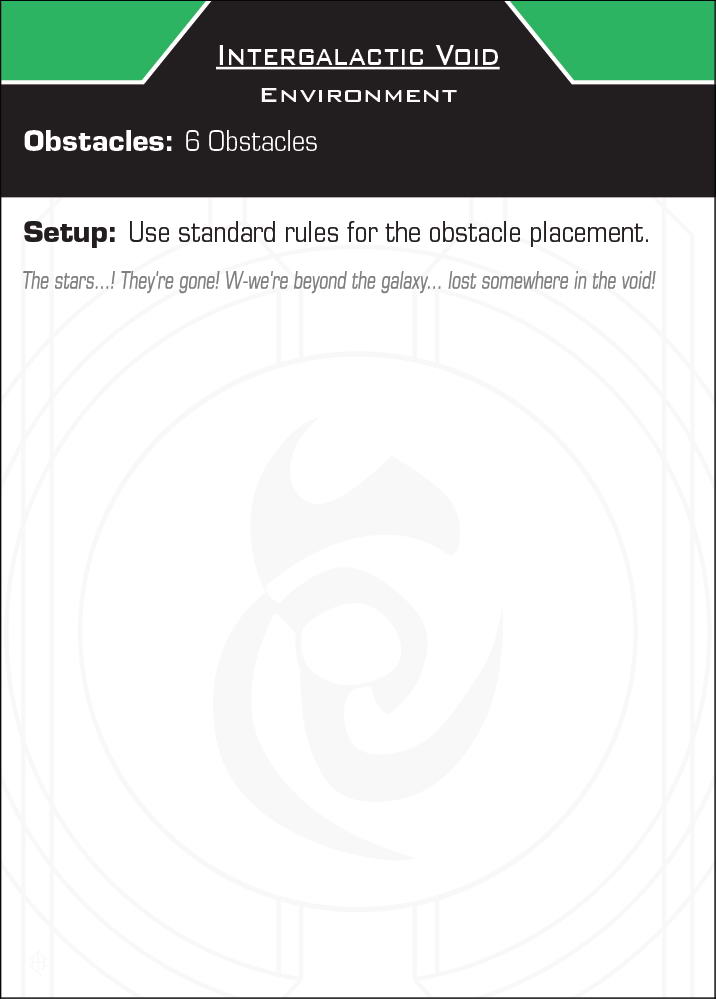 Intergalactic Void
Environment
Obstacles: 6 Obstacles
Setup: Use standard rules for the obstacle placement.
The stars...! They're gone! W-we're beyond the galaxy... lost somewhere in the void!